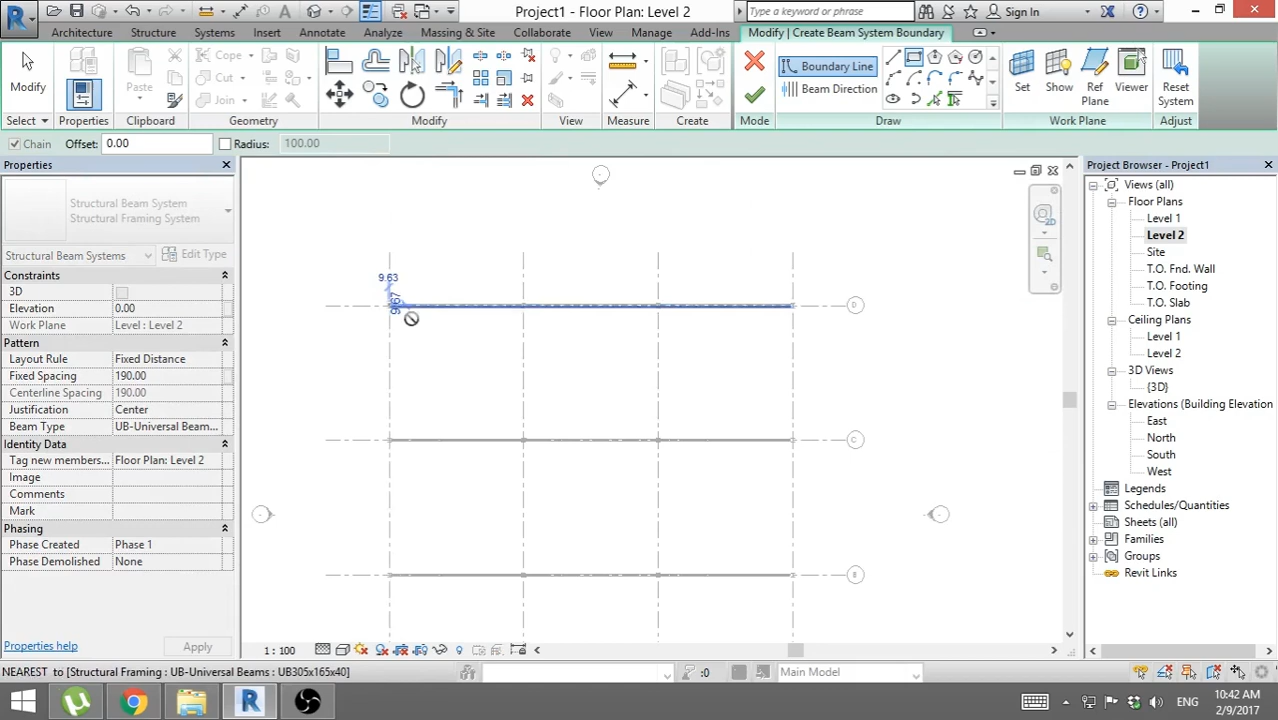 Project1 - Floor Plan: Level 2
Type a keyword or phrase
Sign In
Architecture Structure Systems Insert Annotate Analyze Massing & Site Collaborate View Manage Add-Ins Modify | Create Beam System Boundary
Modify
Select
Properties
Paste
Clipboard
Cope
Cut
Join
Geometry
Modify
View
Measure
Create
Mode
Boundary Line
Beam Direction
Draw
Set
Show
Ref
Plane
Viewer
Work Plane
Reset
System
Adjust
Chain Offset: 0.00 Radius: 100.00
Properties
Structural Beam System
Structural Framing System
Structural Beam Systems Edit Type
Constraints
3D
Elevation 0.00
Work Plane Level : Level 2
Pattern
Layout Rule Fixed Distance
Fixed Spacing 190.00
Centerline Spacing 190.00
Justification Center
Beam Type UB-Universal Beam...
Identity Data
Tag new members... Floor Plan: Level 2
Image
Comments
Mark
Phasing
Phase Created Phase 1
Phase Demolished None
Properties help Apply
9.63
9.67
D
C
B
Project Browser - Project1
Views (all)
Floor Plans
Level 1
Level 2
Site
T.O. Fnd. Wall
T.O. Footing
T.O. Slab
Ceiling Plans
Level 1
Level 2
3D Views
{3D}
Elevations (Building Elevation
East
North
South
West
Legends
Schedules/Quantities
Sheets (all)
Families
Groups
Revit Links
1 : 100
NEAREST to [Structural Framing : UB-Universal Beams : UB305x165x40]
:0
Main Model
ENG
10:42 AM
2/9/2017